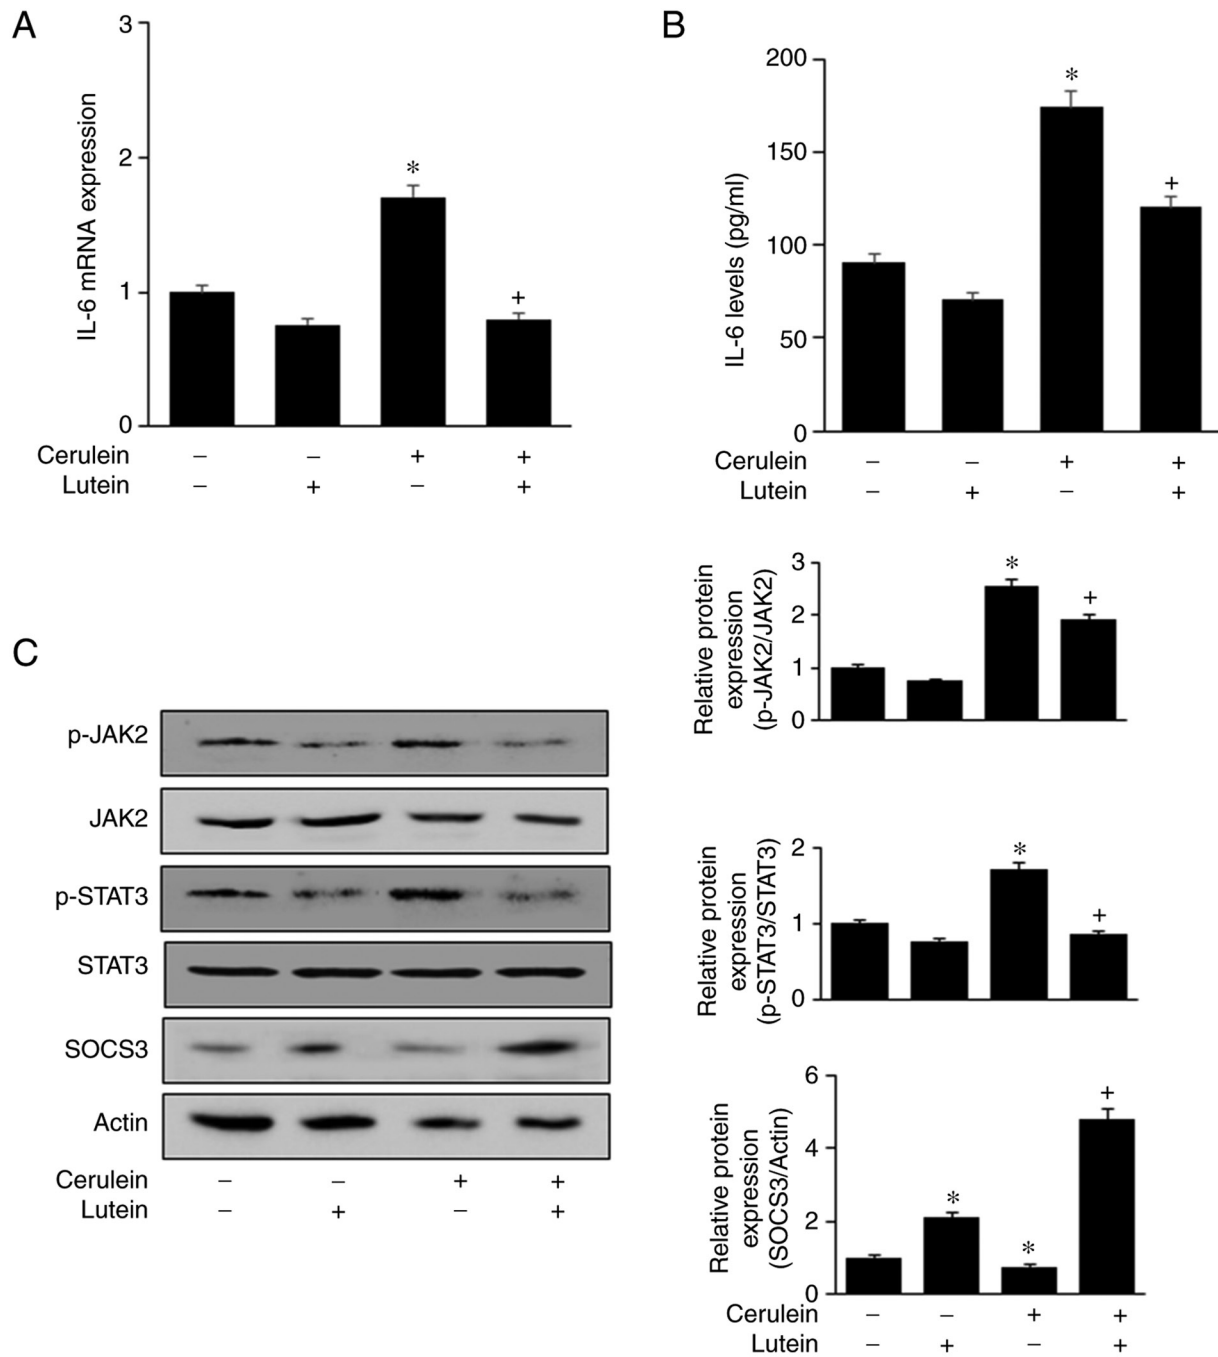 A
IL-6 mRNA expression
3
2
1
0
*
+
Cerulein – – + +
Lutein – + – +
B
IL-6 levels (pg/ml)
200
150
100
50
0
*
+
Cerulein – – + +
Lutein – + – +
C
p-JAK2
JAK2
p-STAT3
STAT3
SOCS3
Actin
Cerulein – – + +
Lutein – + – +
Relative protein
expression
(p-JAK2/JAK2)
3
2
1
0
*
+
Relative protein
expression
(p-STAT3/STAT3)
2
1
0
*
+
Relative protein
expression
(SOCS3/Actin)
6
4
2
0
*
*
+
Cerulein – – + +
Lutein – + – +